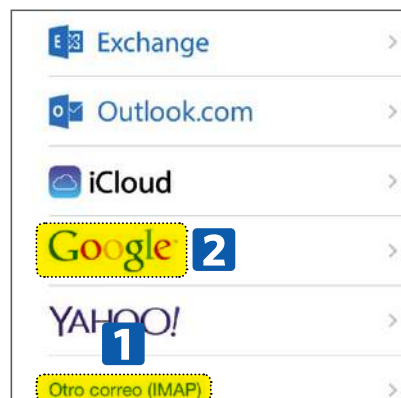 Exchange
Outlook.com
iCloud
Google 2
YAHOO!
1
Otro correo (IMAP)